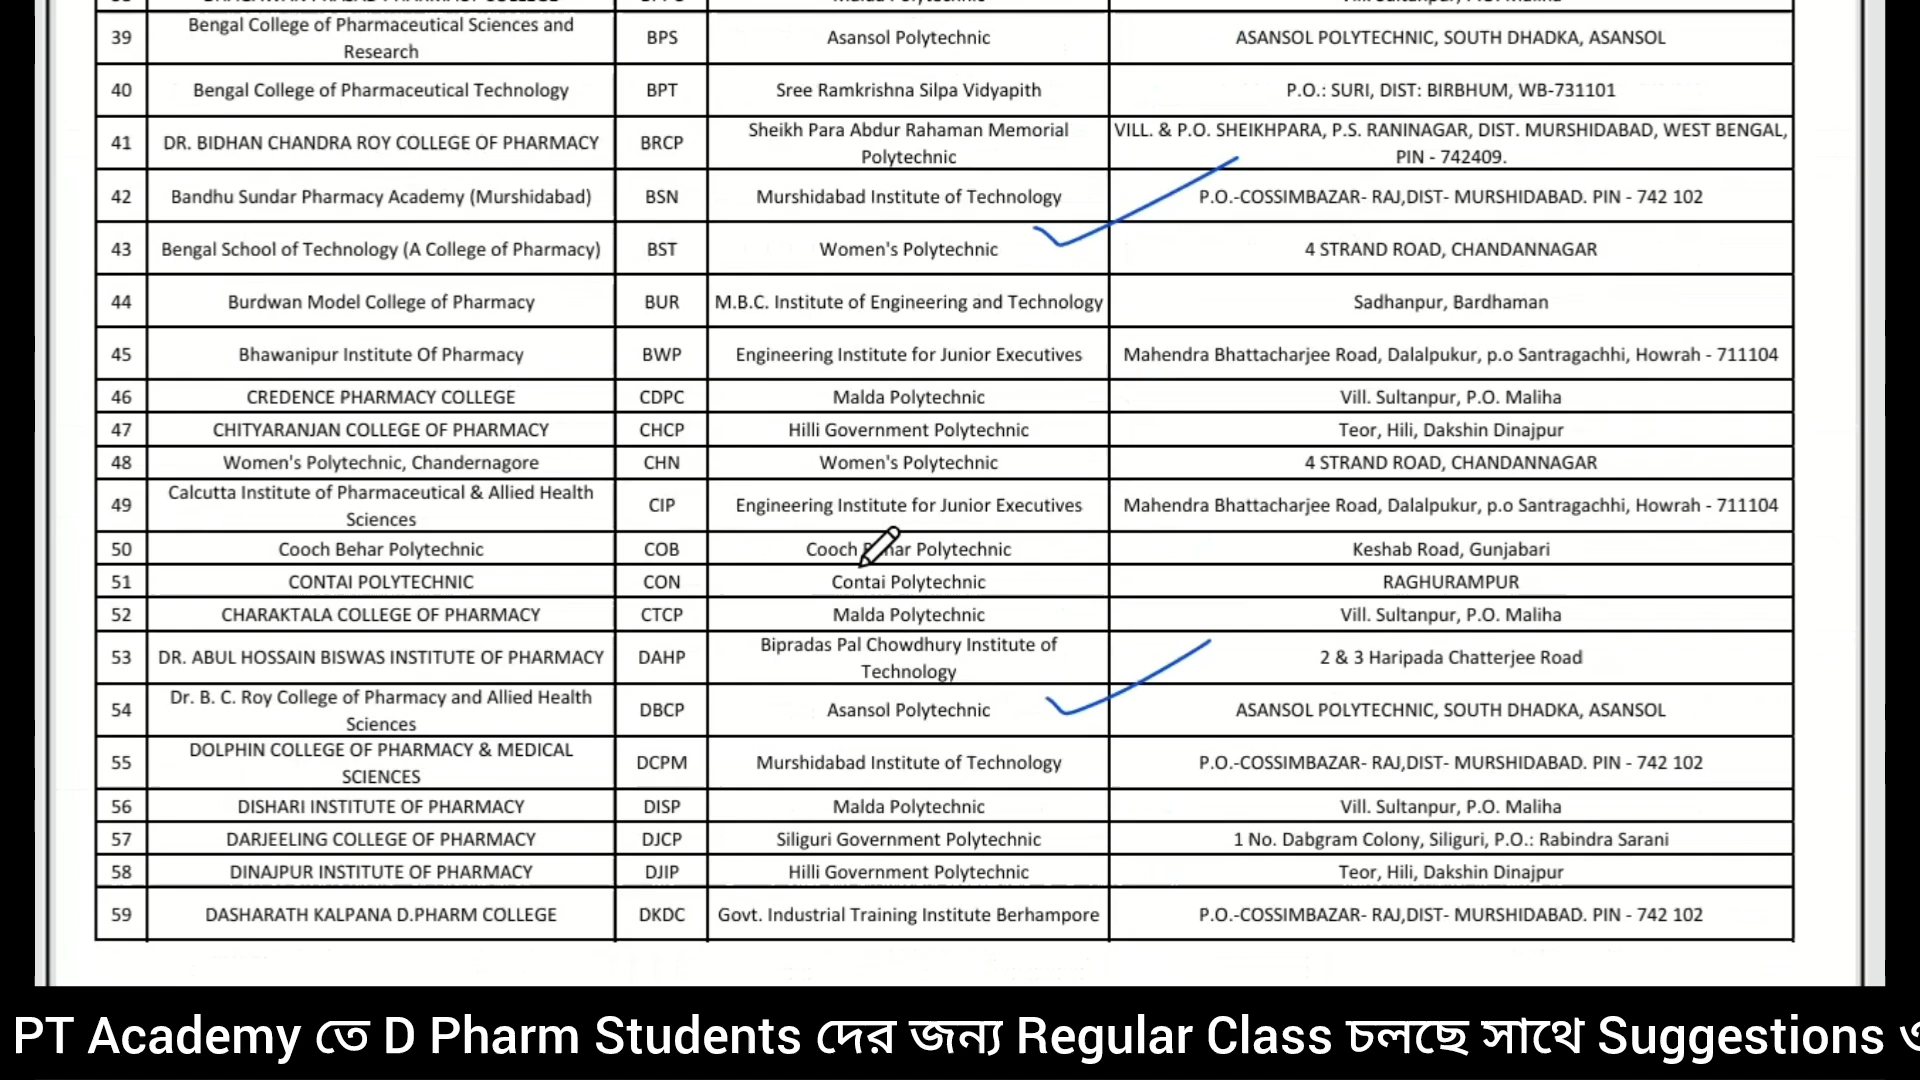 39 Bengal College of Pharmaceutical Sciences and Research BPS Asansol Polytechnic ASANSOL POLYTECHNIC, SOUTH DHADKA, ASANSOL
40 Bengal College of Pharmaceutical Technology BPT Sree Ramkrishna Silpa Vidyapith P.O.: SURI, DIST: BIRBHUM, WB-731101
41 DR. BIDHAN CHANDRA ROY COLLEGE OF PHARMACY BRCP Sheikh Para Abdur Rahaman Memorial Polytechnic VILL. & P.O. SHEIKHPARA, P.S. RANINAGAR, DIST. MURSHIDABAD, WEST BENGAL, PIN - 742409.
42 Bandhu Sundar Pharmacy Academy (Murshidabad) BSN Murshidabad Institute of Technology P.O.-COSSIMBAZAR- RAJ,DIST- MURSHIDABAD. PIN - 742 102
43 Bengal School of Technology (A College of Pharmacy) BST Women's Polytechnic 4 STRAND ROAD, CHANDANNAGAR
44 Burdwan Model College of Pharmacy BUR M.B.C. Institute of Engineering and Technology Sadhanpur, Bardhaman
45 Bhawanipur Institute Of Pharmacy BWP Engineering Institute for Junior Executives Mahendra Bhattacharjee Road, Dalalpukur, p.o Santragachhi, Howrah - 711104
46 CREDENCE PHARMACY COLLEGE CDPC Malda Polytechnic Vill. Sultanpur, P.O. Maliha
47 CHITYARANJAN COLLEGE OF PHARMACY CHCP Hilli Government Polytechnic Teor, Hili, Dakshin Dinajpur
48 Women's Polytechnic, Chandernagore CHN Women's Polytechnic 4 STRAND ROAD, CHANDANNAGAR
49 Calcutta Institute of Pharmaceutical & Allied Health Sciences CIP Engineering Institute for Junior Executives Mahendra Bhattacharjee Road, Dalalpukur, p.o Santragachhi, Howrah - 711104
50 Cooch Behar Polytechnic COB Cooch Behar Polytechnic Keshab Road, Gunjabari
51 CONTAI POLYTECHNIC CON Contai Polytechnic RAGHURAMPUR
52 CHARAKTALA COLLEGE OF PHARMACY CTCP Malda Polytechnic Vill. Sultanpur, P.O. Maliha
53 DR. ABUL HOSSAIN BISWAS INSTITUTE OF PHARMACY DAHP Bipradas Pal Chowdhury Institute of Technology 2 & 3 Haripada Chatterjee Road
54 Dr. B. C. Roy College of Pharmacy and Allied Health Sciences DBCP Asansol Polytechnic ASANSOL POLYTECHNIC, SOUTH DHADKA, ASANSOL
55 DOLPHIN COLLEGE OF PHARMACY & MEDICAL SCIENCES DCPM Murshidabad Institute of Technology P.O.-COSSIMBAZAR- RAJ,DIST- MURSHIDABAD. PIN - 742 102
56 DISHARI INSTITUTE OF PHARMACY DISP Malda Polytechnic Vill. Sultanpur, P.O. Maliha
57 DARJEELING COLLEGE OF PHARMACY DJCP Siliguri Government Polytechnic 1 No. Dabgram Colony, Siliguri, P.O.: Rabindra Sarani
58 DINAJPUR INSTITUTE OF PHARMACY DJIP Hilli Government Polytechnic Teor, Hili, Dakshin Dinajpur
59 DASHARATH KALPANA D.PHARM COLLEGE DKDC Govt. Industrial Training Institute Berhampore P.O.-COSSIMBAZAR- RAJ,DIST- MURSHIDABAD. PIN - 742 102
PT Academy তে D Pharm Students দের জন্য Regular Class চলছে সাথে Suggestions